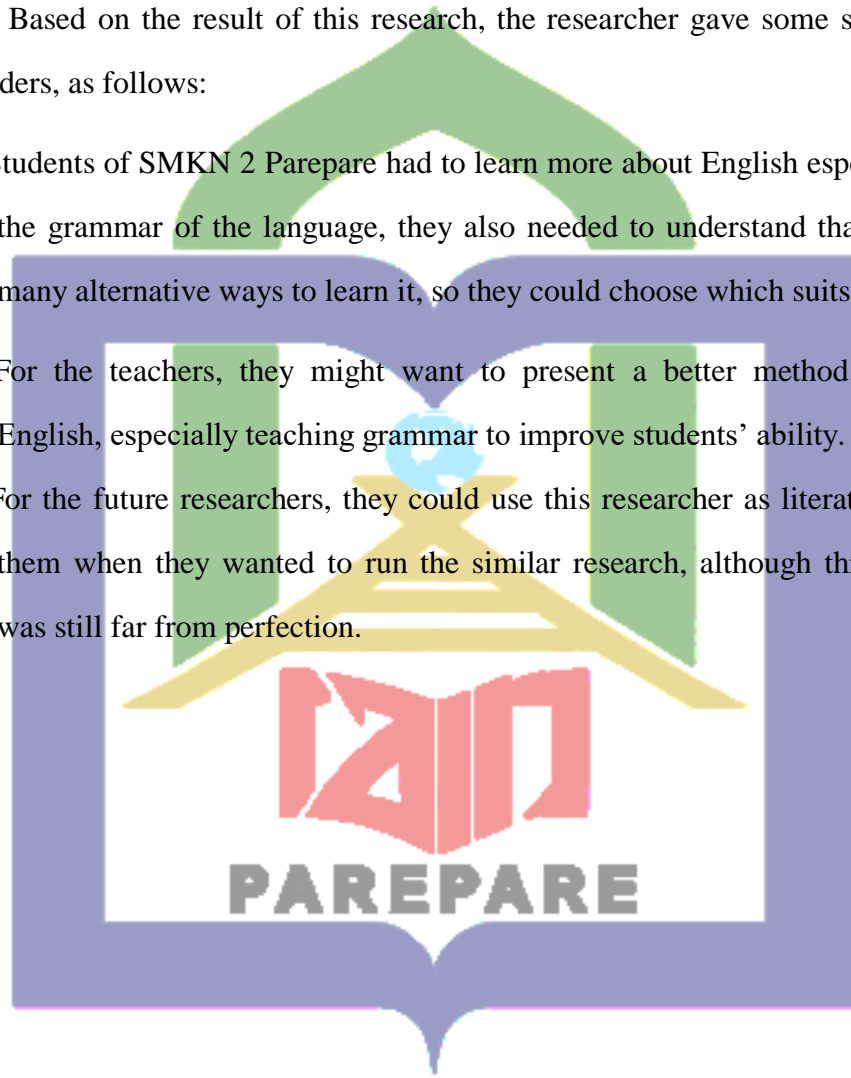 Based on the result of this research, the researcher gave some s
ders, as follows:
Students of SMKN 2 Parepare had to learn more about English espe
the grammar of the language, they also needed to understand tha
many alternative ways to learn it, so they could choose which suits
For the teachers, they might want to present a better method
English, especially teaching grammar to improve students’ ability.
For the future researchers, they could use this researcher as literat
them when they wanted to run the similar research, although th
was still far from perfection.
iain
PAREPARE